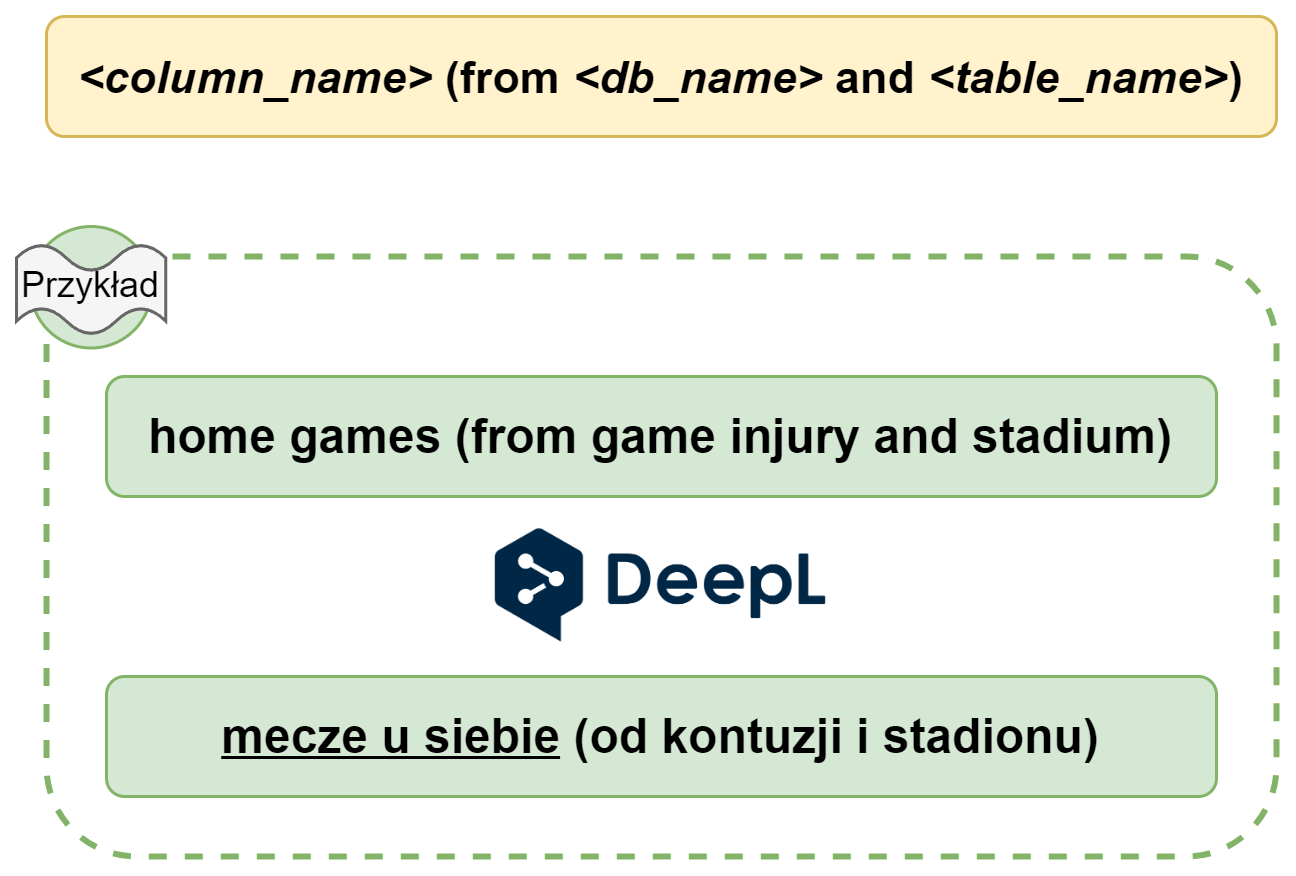 <column_name> (from <db_name> and <table_name>)
Przykład
home games (from game injury and stadium)
DeepL
mecze u siebie (od kontuzji i stadionu)